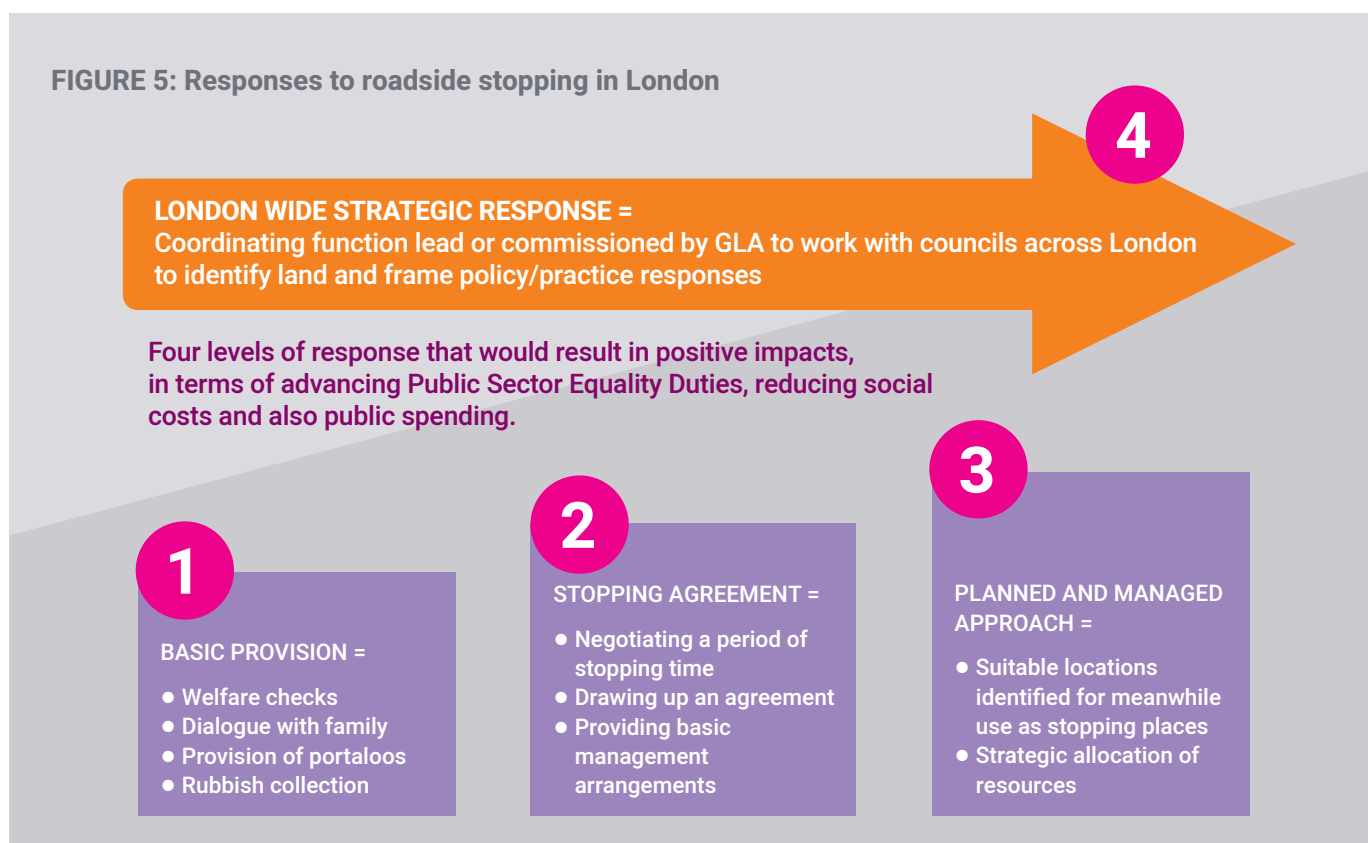 FIGURE 5: Responses to roadside stopping in London
4
LONDON WIDE STRATEGIC RESPONSE =
Coordinating function lead or commissioned by GLA to work with councils across London
to identify land and frame policy/practice responses
Four levels of response that would result in positive impacts,
in terms of advancing Public Sector Equality Duties, reducing social
costs and also public spending.
1
BASIC PROVISION =
● Welfare checks
● Dialogue with family
● Provision of portaloos
● Rubbish collection
2
STOPPING AGREEMENT =
● Negotiating a period of
stopping time
● Drawing up an agreement
● Providing basic
management
arrangements
3
PLANNED AND MANAGED
APPROACH =
● Suitable locations
identified for meanwhile
use as stopping places
● Strategic allocation of
resources